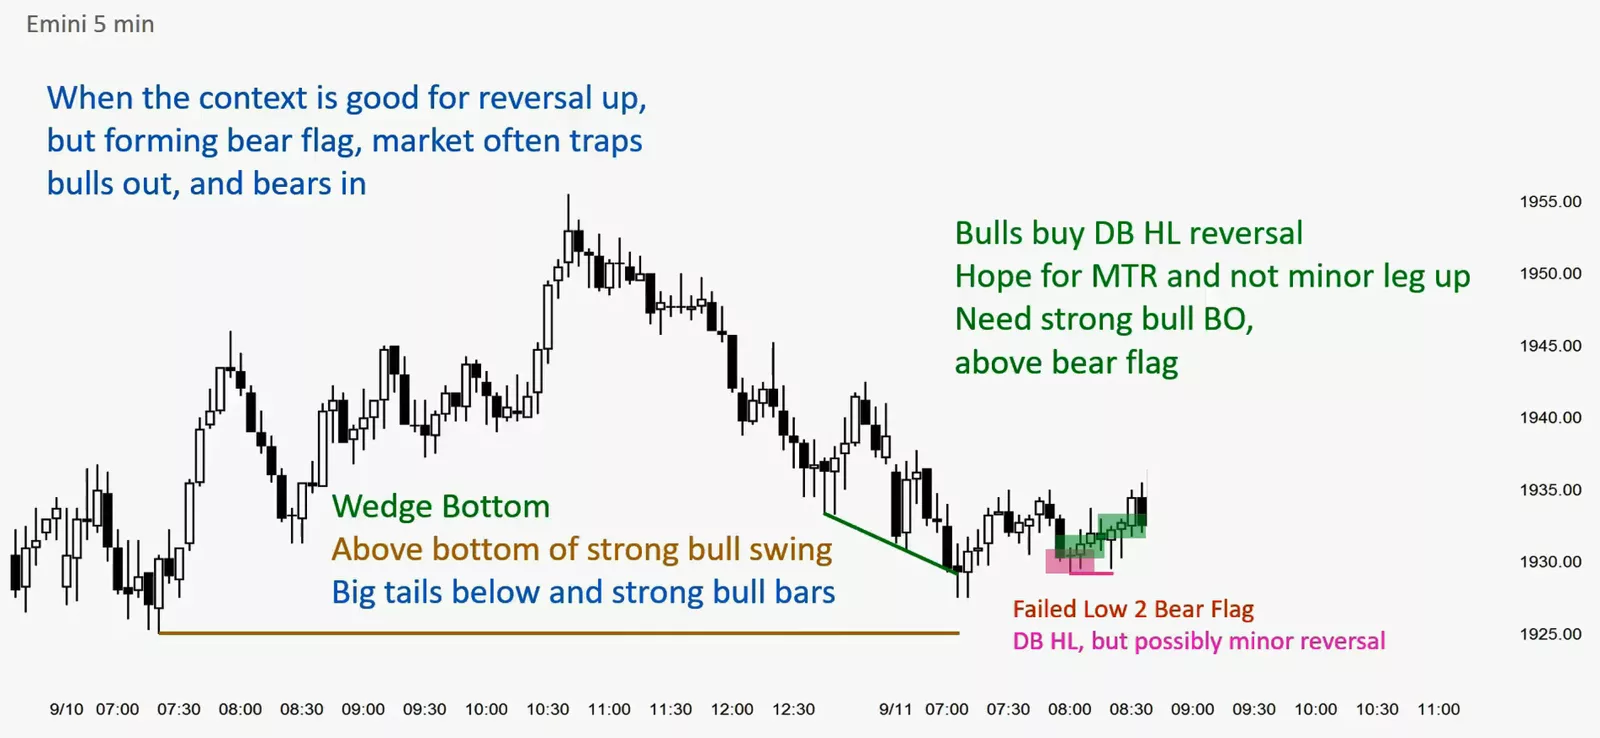 Emini 5 min
When the context is good for reversal up,
but forming bear flag, market often traps
bulls out, and bears in
Bulls buy DB HL reversal
Hope for MTR and not minor leg up
Need strong bull BO,
above bear flag
Wedge Bottom
Above bottom of strong bull swing
Big tails below and strong bull bars
Failed Low 2 Bear Flag
DB HL, but possibly minor reversal
1955.00
1950.00
1945.00
1940.00
1935.00
1930.00
1925.00
9/10 07:00 07:30 08:00 08:30 09:00 09:30 10:00 10:30 11:00 11:30 12:00 12:30 9/11 07:00 07:30 08:00 08:30 09:00 09:30 10:00 10:30 11:00